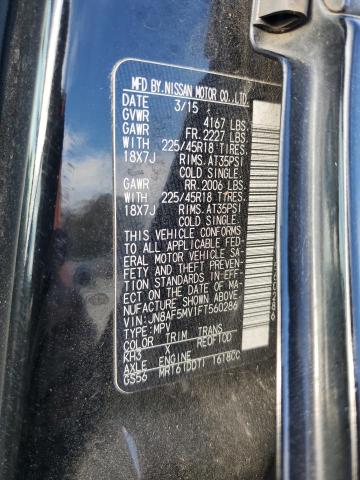 MFD BY.NISSAN MOTOR CO.,LTD.
DATE 3/15
GVWR 4167 LBS.
GAWR FR.2227 LBS.
WITH 225/45R18 TIRES.
18X7J RIMS.AT35PSI
COLD SINGLE.
GAWR RR.2006 LBS.
WITH 225/45R18 TIRES.
18X7J RIMS.AT35PSI
COLD SINGLE.
THIS VEHICLE CONFORMS
TO ALL APPLICABLE FED-
ERAL MOTOR VEHICLE SA-
FETY AND THEFT PREVEN-
TION STANDARDS IN EFF-
ECT ON THE DATE OF MA-
NUFACTURE SHOWN ABOVE.
VIN:JN8AF5MV1FT560286
TYPE:MPV
COLOR TRIM TRANS
KH3 X RE0F10D
AXLE ENGINE
GS56 MR16DDTI 1618CC